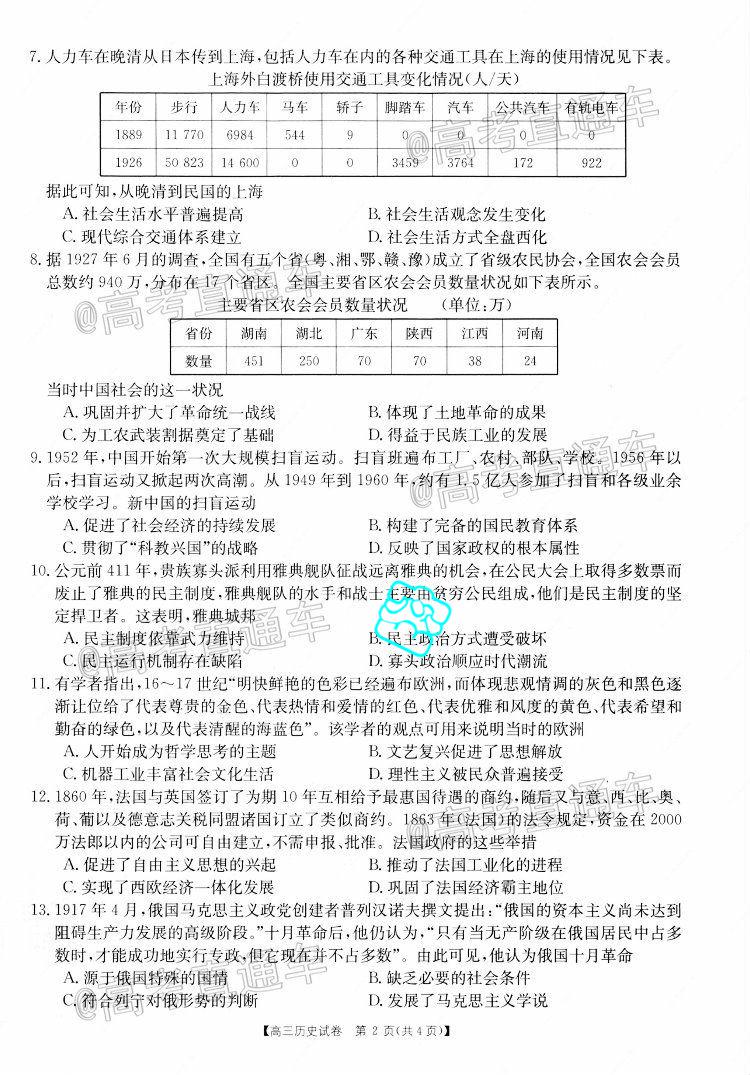 7. 人力车在晚清从日本传到上海,包括人力车在内的各种交通工具在上海的使用情况见下表。
上海外白渡桥使用交通工具变化情况(人/天)
年份 步行 人力车 马车 轿子 脚踏车 汽车 公共汽车 有轨电车
1889 11 770 6984 544 9 0 0 0 0
1926 50 823 14 600 0 0 3459 3764 172 922
据此可知,从晚清到民国的上海
A. 社会生活水平普遍提高 B. 社会生活观念发生变化
C. 现代综合交通体系建立 D. 社会生活方式全盘西化
8. 据 1927 年 6 月的调查,全国有五个省(粤、湘、鄂、赣、豫)成立了省级农民协会,全国农会会员
总数约 940 万,分布在 17 个省区。全国主要省区农会会员数量状况如下表所示。
主要省区农会会员数量状况 (单位:万)
省份 湖南 湖北 广东 陕西 江西 河南
数量 451 250 70 70 38 24
当时中国社会的这一状况
A. 巩固并扩大了革命统一战线 B. 体现了土地革命的成果
C. 为工农武装割据奠定了基础 D. 得益于民族工业的发展
9. 1952 年,中国开始第一次大规模扫盲运动。扫盲班遍布工厂、农村、部队、学校。1956 年以
后,扫盲运动又掀起两次高潮。从 1949 年到 1960 年,约有 1.5 亿人参加了扫盲和各级业余
学校学习。新中国的扫盲运动
A. 促进了社会经济的持续发展 B. 构建了完备的国民教育体系
C. 贯彻了“科教兴国”的战略 D. 反映了国家政权的根本属性
10. 公元前 411 年,贵族寡头派利用雅典舰队征战远离雅典的机会,在公民大会上取得多数票而
废止了雅典的民主制度,雅典舰队的水手和战士主要由贫穷公民组成,他们是民主制度的坚
定捍卫者。这表明,雅典城邦
A. 民主制度依靠武力维持 B. 民主政治方式遭受破坏
C. 民主运行机制存在缺陷 D. 寡头政治顺应时代潮流
11. 有学者指出,16~17 世纪“明快鲜艳的色彩已经遍布欧洲,而体现悲观情调的灰色和黑色逐
渐让位给了代表尊贵的金色、代表热情和爱情的红色、代表优雅和风度的黄色、代表希望和
勤奋的绿色,以及代表清醒的海蓝色”。该学者的观点可用来说明当时的欧洲
A. 人开始成为哲学思考的主题 B. 文艺复兴促进了思想解放
C. 机器工业丰富社会文化生活 D. 理性主义被民众普遍接受
12. 1860 年,法国与英国签订了为期 10 年互相给予最惠国待遇的商约,随后又与意、西、比、奥、
荷、葡以及德意志关税同盟诸国订立了类似商约。1863 年(法国)的法令规定,资金在 2000
万法郎以内的公司可自由建立,不需申报、批准。法国政府的这些举措
A. 促进了自由主义思想的兴起 B. 推动了法国工业化的进程
C. 实现了西欧经济一体化发展 D. 巩固了法国经济霸主地位
13. 1917 年 4 月,俄国马克思主义政党创建者普列汉诺夫撰文提出:“俄国的资本主义尚未达到
阻碍生产力发展的高级阶段。”十月革命后,他仍认为,“只有当无产阶级在俄国居民中占多
数时,才能成功地实行专政,但它现在并不占多数”。由此可见,他认为俄国十月革命
A. 源于俄国特殊的国情 B. 缺乏必要的社会条件
C. 符合列宁对俄形势的判断 D. 发展了马克思主义学说
【高三历史试卷 第 2 页(共 4 页)】
@高考直通车
@高考直通车
@高考直通车
@高考直通车
@高考直通车
@高考直通车